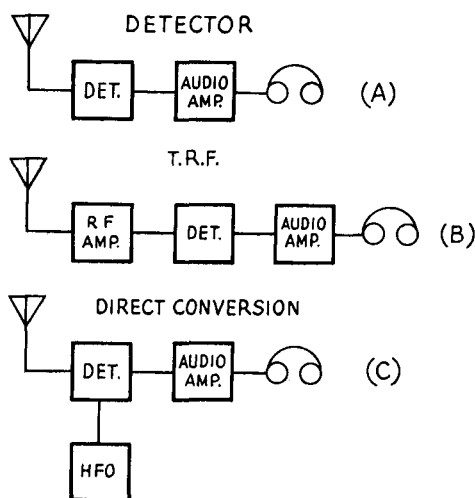 DETECTOR
DET.
AUDIO
AMP.
(A)
T.R.F.
RF
AMP.
DET.
AUDIO
AMP.
(B)
DIRECT CONVERSION
DET.
AUDIO
AMP.
(C)
HFO